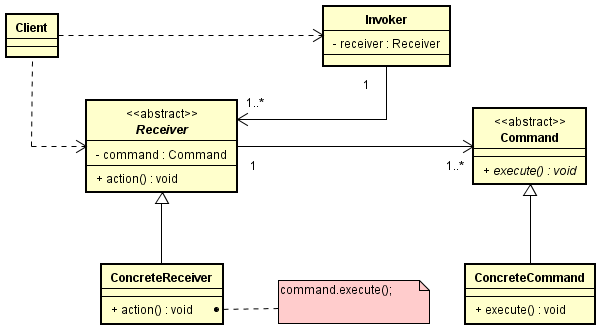 Client
Invoker
- receiver : Receiver
1
1..*
<<abstract>>
Receiver
- command : Command
+ action() : void
1
1..*
<<abstract>>
Command
+ execute() : void
ConcreteReceiver
+ action() : void
command.execute();
ConcreteCommand
+ execute() : void